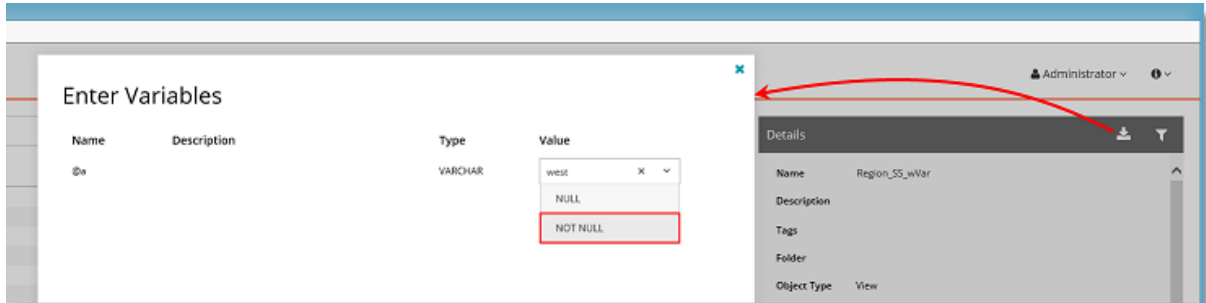 Administrator
Enter Variables
Name Description Type Value
@a VARCHAR west
NULL
NOT NULL
Details
Name Region_SS_wVar
Description
Tags
Folder
Object Type View